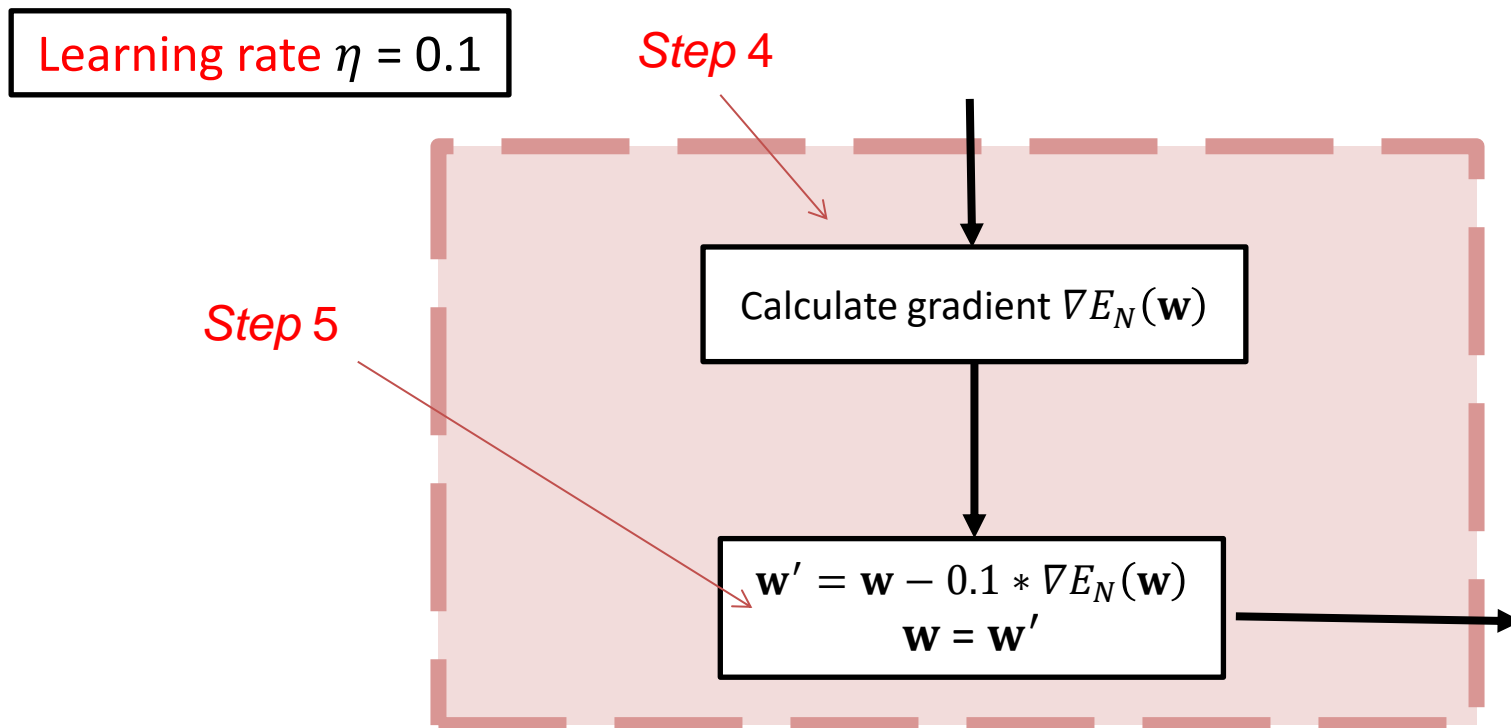 Learning rate 𝜂 = 0.1
Step 4
Calculate gradient ∇E_N(𝐰)
Step 5
𝐰′ = 𝐰 − 0.1 ∗ ∇E_N(𝐰)
𝐰 = 𝐰′